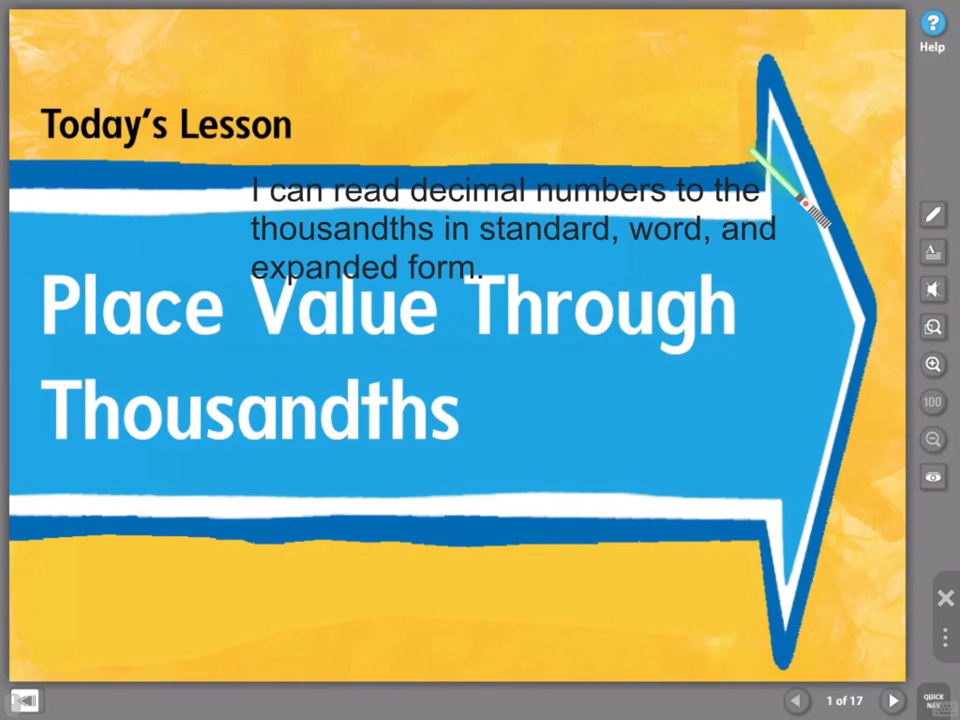 Help
Today's Lesson
I can read decimal numbers to the
thousandths in standard, word, and
expanded form.
Place Value Through
Thousandths
100
1 of 17
QUICK
NAV